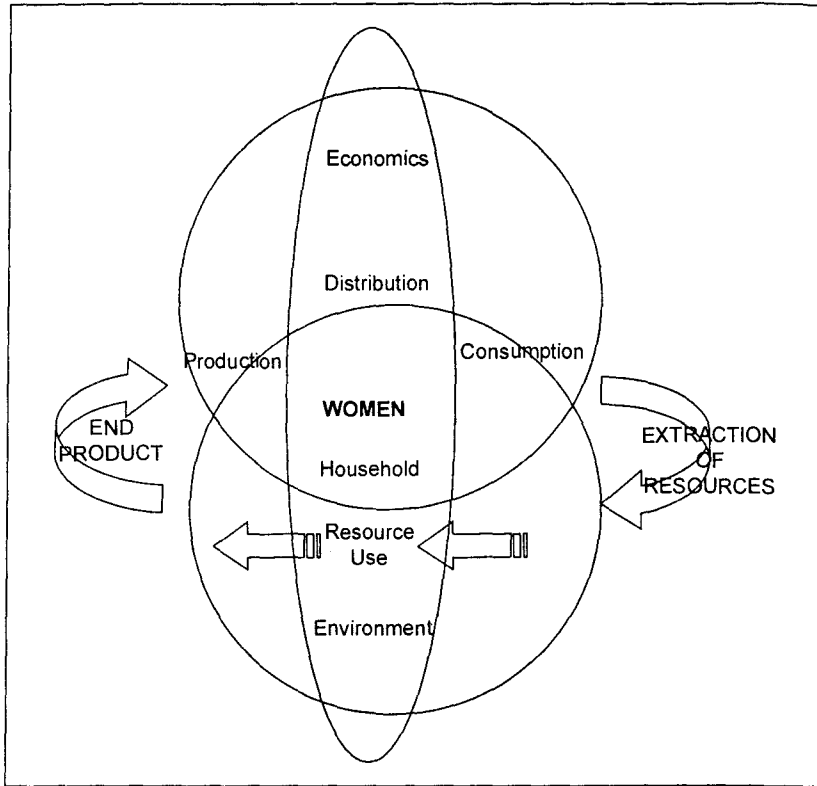 Economics
Distribution
Production
Consumption
WOMEN
END
PRODUCT
EXTRACTION
OF
RESOURCES
Household
Resource
Use
Environment